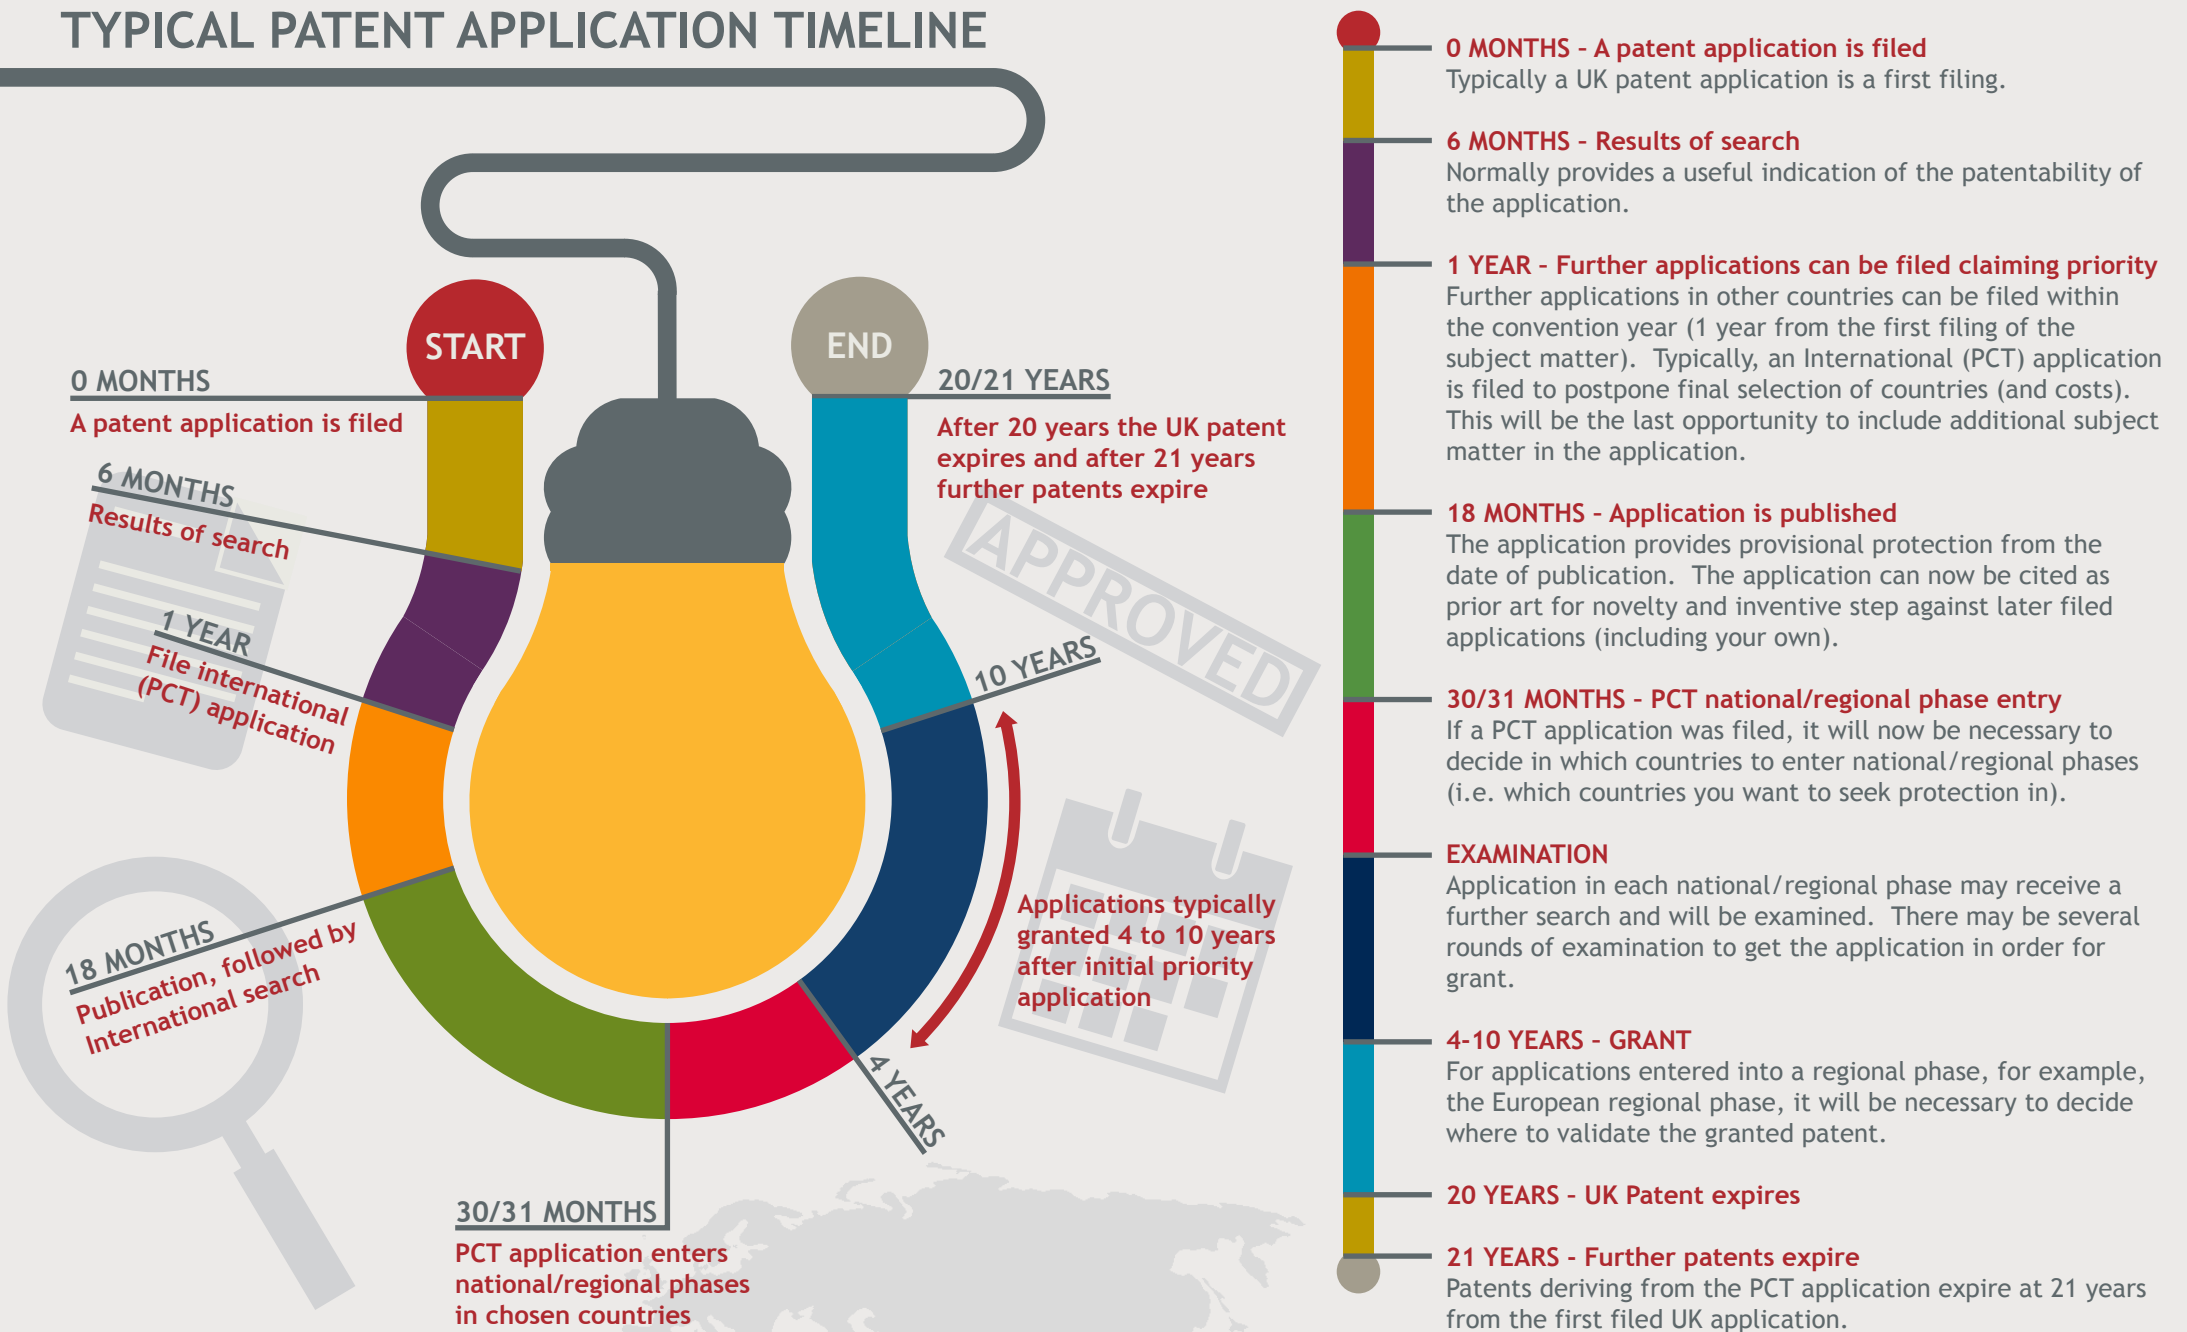 TYPICAL PATENT APPLICATION TIMELINE
START
END
0 MONTHS
A patent application is filed
6 MONTHS
Results of search
1 YEAR
File international
(PCT) application
18 MONTHS
Publication, followed by
International search
30/31 MONTHS
PCT application enters
national/regional phases
in chosen countries
4 YEARS
Applications typically
granted 4 to 10 years
after initial priority
application
10 YEARS
APPROVED
20/21 YEARS
After 20 years the UK patent
expires and after 21 years
further patents expire
0 MONTHS – A patent application is filed
Typically a UK patent application is a first filing.
6 MONTHS – Results of search
Normally provides a useful indication of the patentability of
the application.
1 YEAR – Further applications can be filed claiming priority
Further applications in other countries can be filed within
the convention year (1 year from the first filing of the
subject matter). Typically, an International (PCT) application
is filed to postpone final selection of countries (and costs).
This will be the last opportunity to include additional subject
matter in the application.
18 MONTHS – Application is published
The application provides provisional protection from the
date of publication. The application can now be cited as
prior art for novelty and inventive step against later filed
applications (including your own).
30/31 MONTHS – PCT national/regional phase entry
If a PCT application was filed, it will now be necessary to
decide in which countries to enter national/regional phases
(i.e. which countries you want to seek protection in).
EXAMINATION
Application in each national/regional phase may receive a
further search and will be examined. There may be several
rounds of examination to get the application in order for
grant.
4-10 YEARS – GRANT
For applications entered into a regional phase, for example,
the European regional phase, it will be necessary to decide
where to validate the granted patent.
20 YEARS – UK Patent expires
21 YEARS - Further patents expire
Patents deriving from the PCT application expire at 21 years
from the first filed UK application.